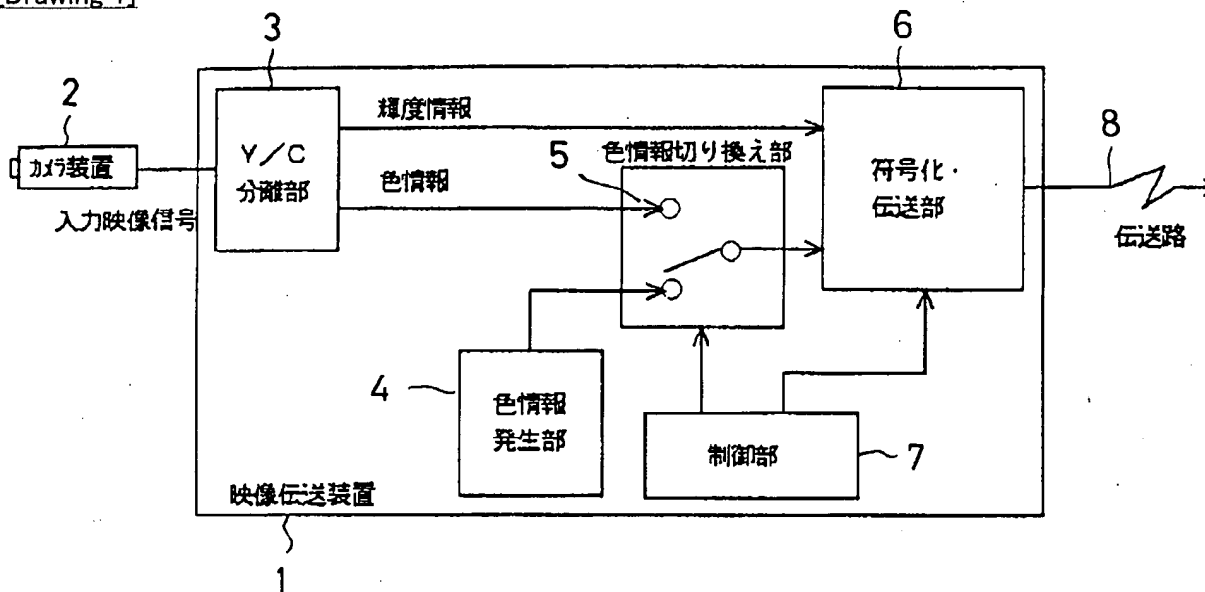 [Drawing 1]
3
6
2
輝度情報
8
カメラ装置
Y／C
分離部
5
色情報切り換え部
符号化・
伝送部
色情報
入力映像信号
伝送路
4
色情報
発生部
制御部
7
映像伝送装置
1